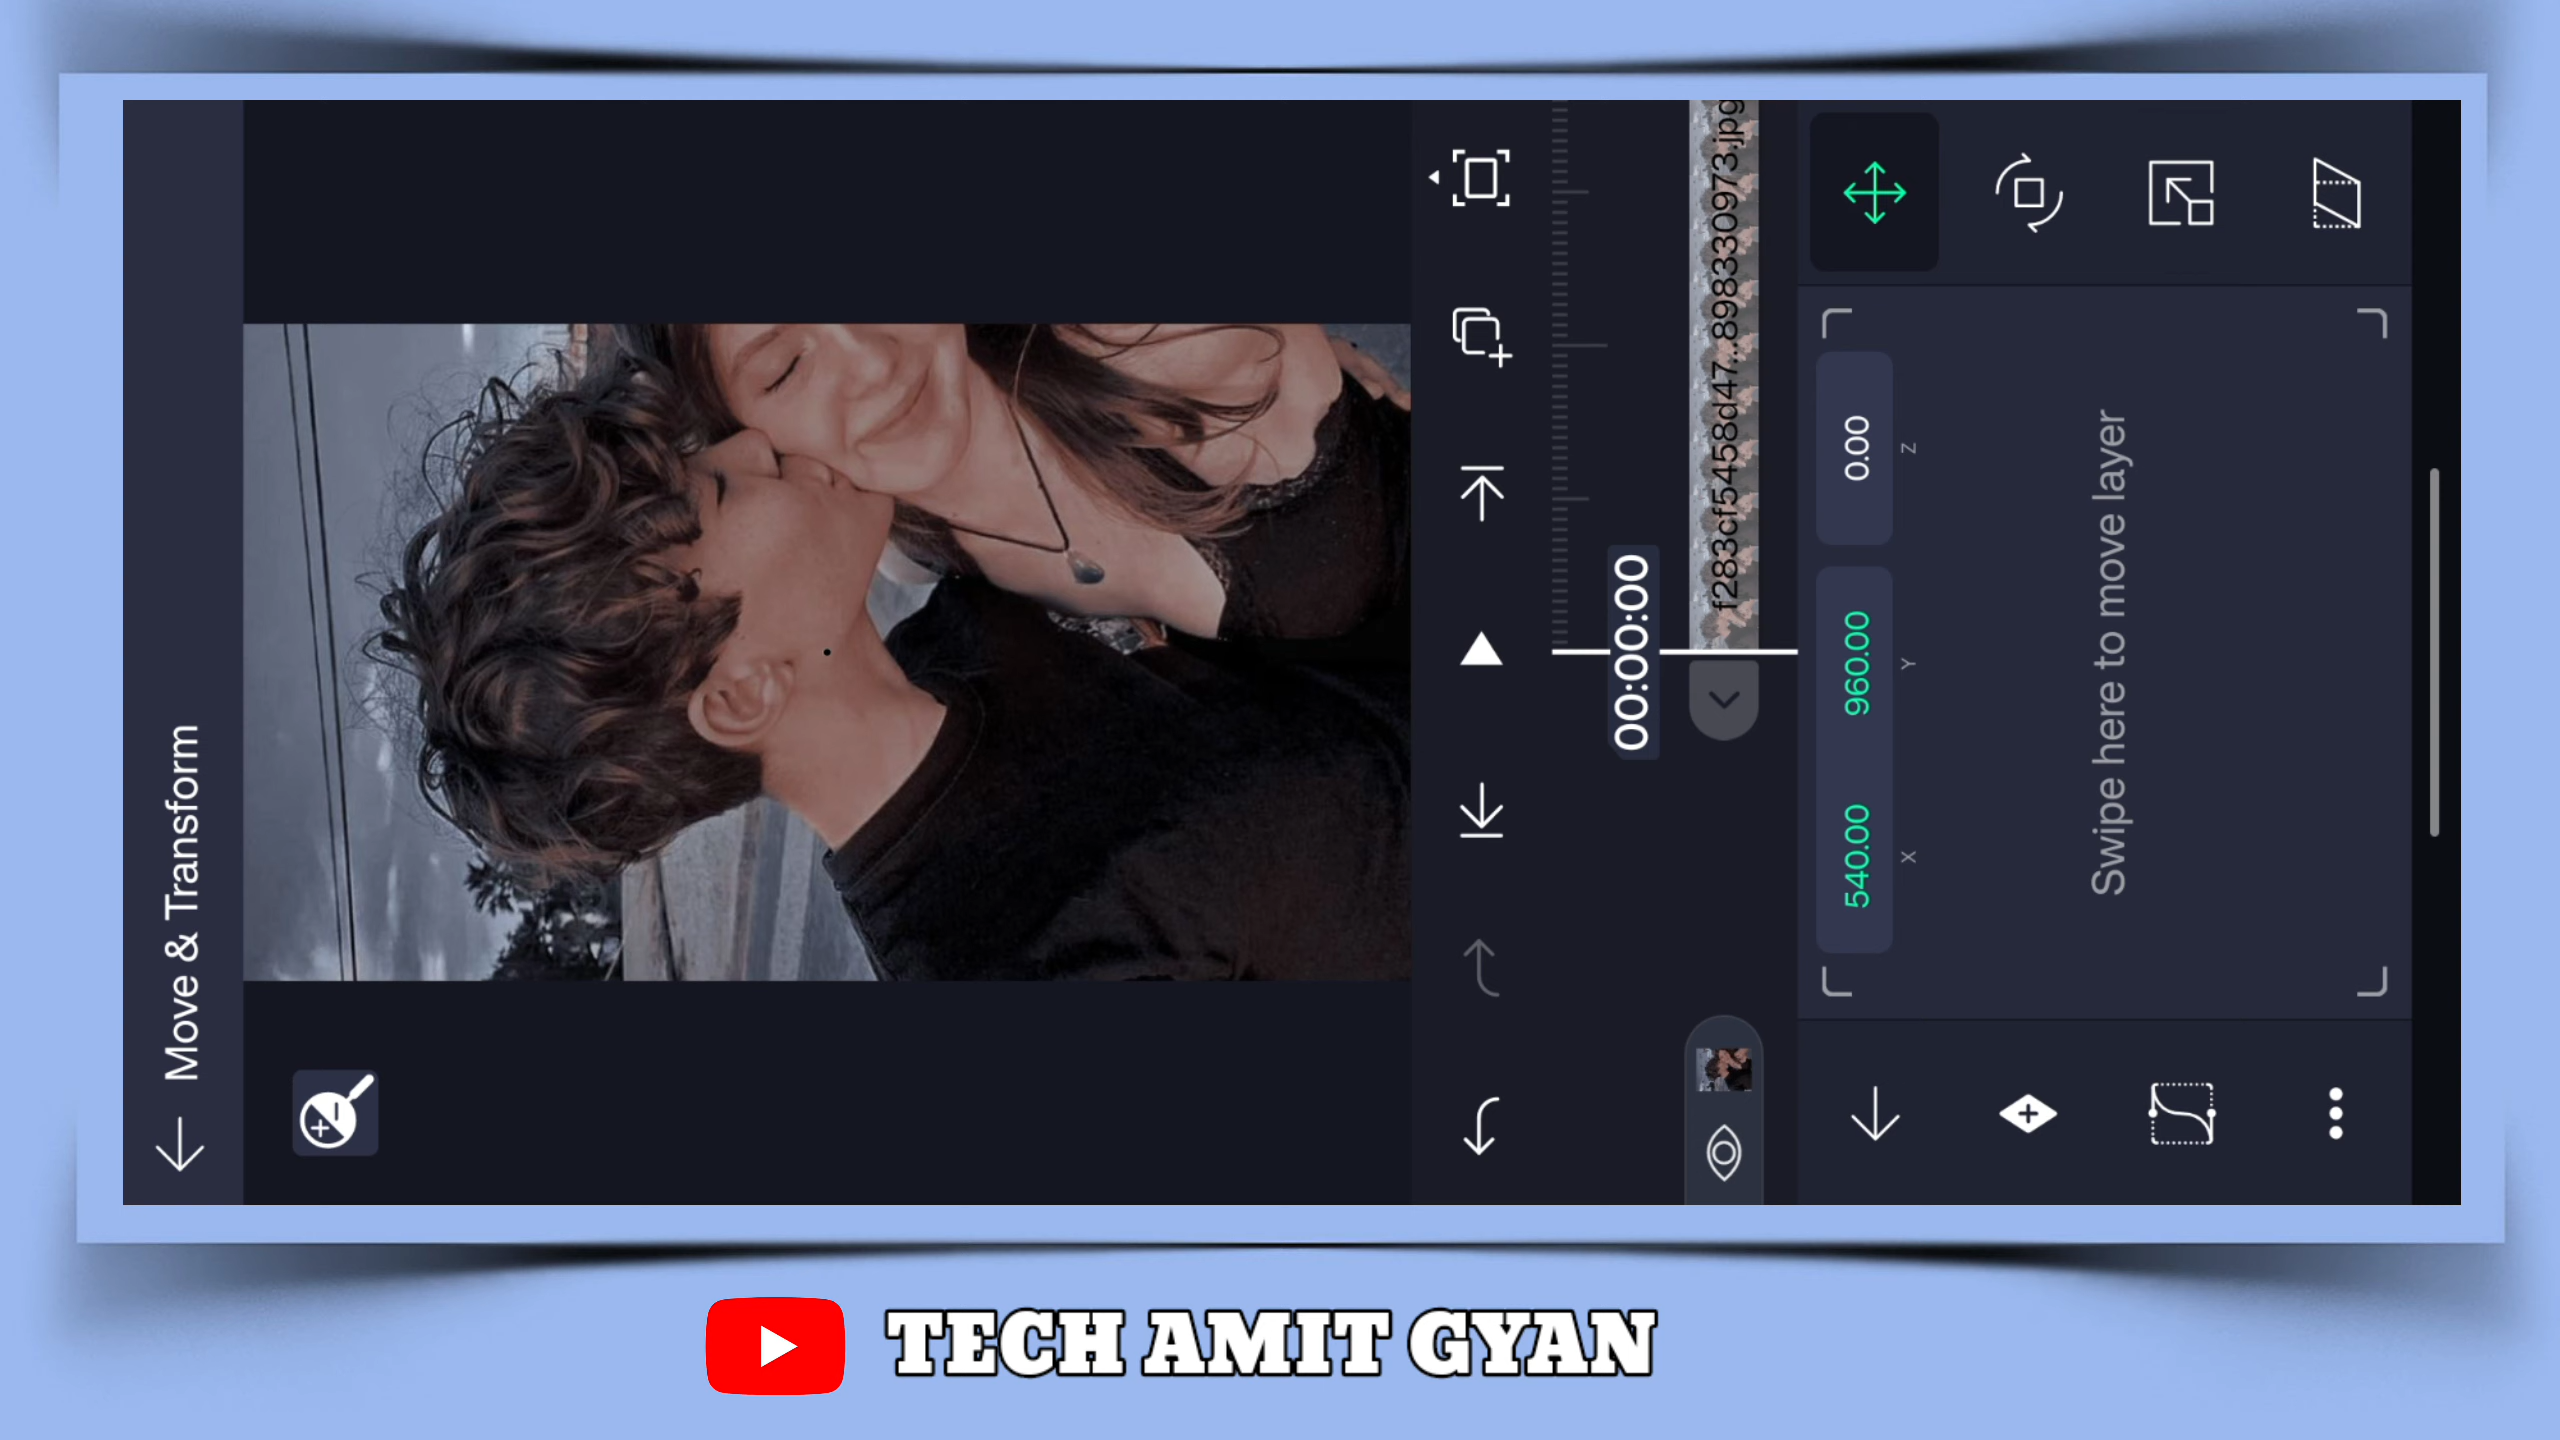 Move & Transform
00:00:00
f283cf5458d47...8983309​73.jpg
540.00
960.00
0.00
X
Y
Z
Swipe here to move layer
TECH AMIT GYAN